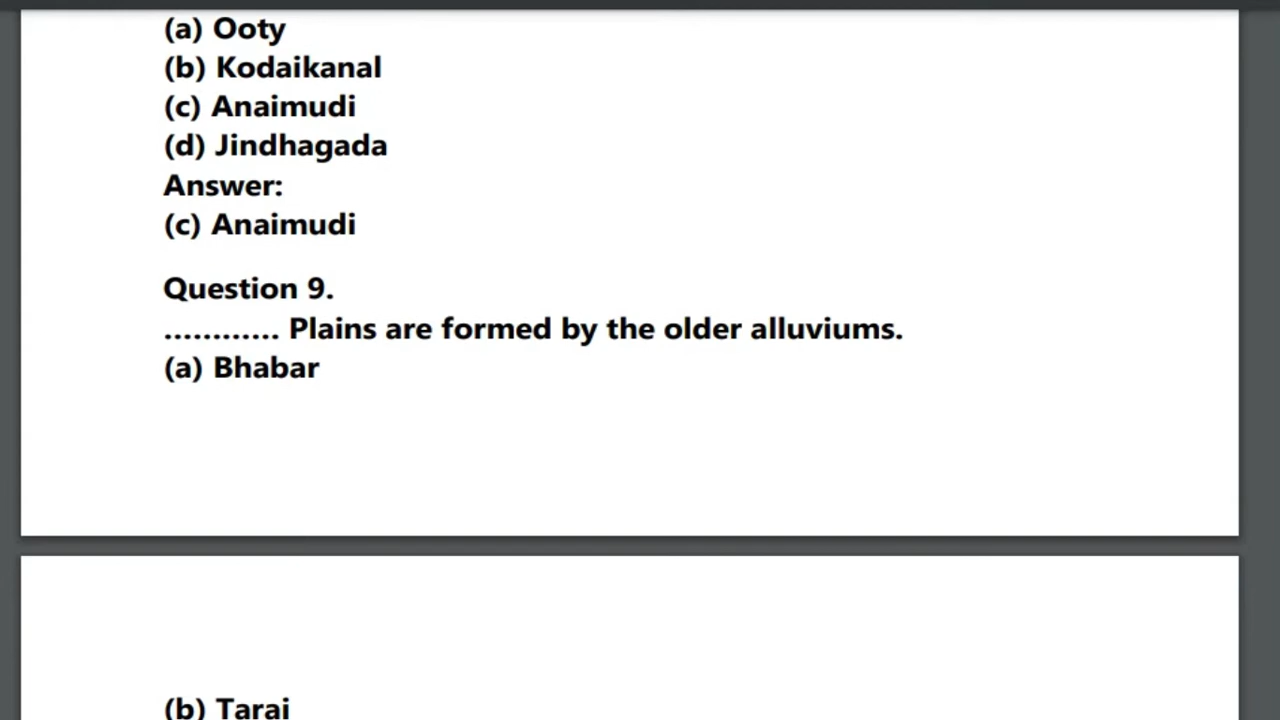 (a) Ooty
(b) Kodaikanal
(c) Anaimudi
(d) Jindhagada
Answer:
(c) Anaimudi
Question 9.
............ Plains are formed by the older alluviums.
(a) Bhabar
(b) Tarai